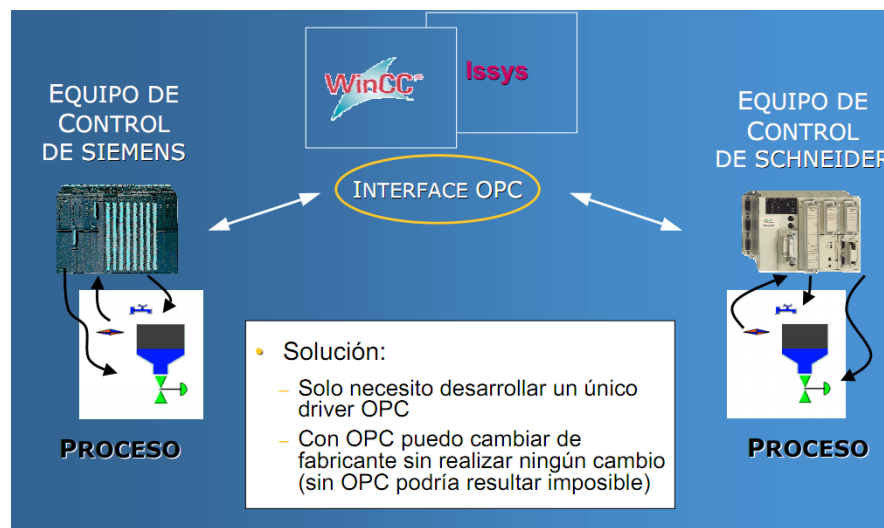 WinCC
Issys
EQUIPO DE
CONTROL
DE SIEMENS
EQUIPO DE
CONTROL
DE SCHNEIDER
INTERFACE OPC
• Solución:
– Solo necesito desarrollar un único
driver OPC
– Con OPC puedo cambiar de
fabricante sin realizar ningún cambio
(sin OPC podría resultar imposible)
PROCESO
PROCESO